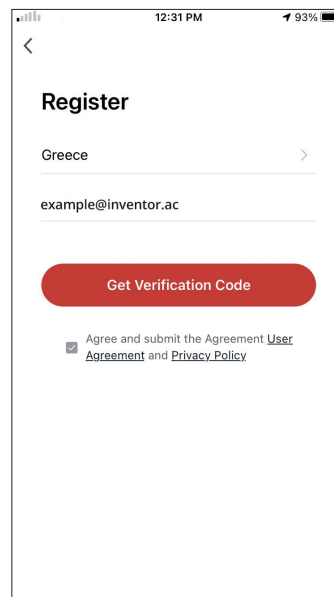 12:31 PM
93%
Register
Greece
example@inventor.ac
Get Verification Code
Agree and submit the Agreement User
Agreement and Privacy Policy